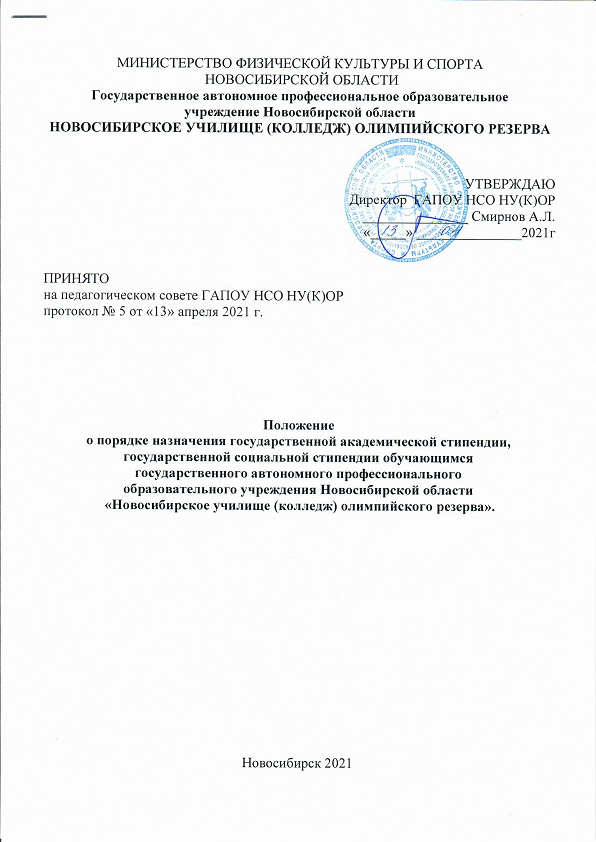 МИНИСТЕРСТВО ФИЗИЧЕСКОЙ КУЛЬТУРЫ И СПОРТА
НОВОСИБИРСКОЙ ОБЛАСТИ
Государственное автономное профессиональное образовательное
учреждение Новосибирской области
НОВОСИБИРСКОЕ УЧИЛИЩЕ (КОЛЛЕДЖ) ОЛИМПИЙСКОГО РЕЗЕРВА
УТВЕРЖДАЮ
Директор ГАПОУ НСО НУ(К)ОР
Смирнов А.Л.
« 13 » 04 2021г
ПРИНЯТО
на педагогическом совете ГАПОУ НСО НУ(К)ОР
протокол № 5 от «13» апреля 2021 г.
Положение
о порядке назначения государственной академической стипендии,
государственной социальной стипендии обучающимся
государственного автономного профессионального
образовательного учреждения Новосибирской области
«Новосибирское училище (колледж) олимпийского резерва».
Новосибирск 2021